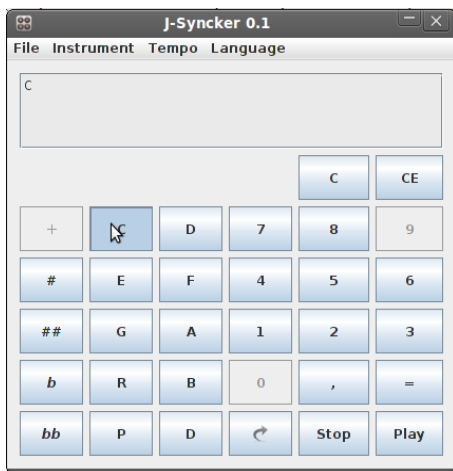 J-Syncker 0.1
File Instrument Tempo Language
C
C CE
+ C D 7 8 9
# E F 4 5 6
## G A 1 2 3
b R B 0 , =
bb P D Stop Play